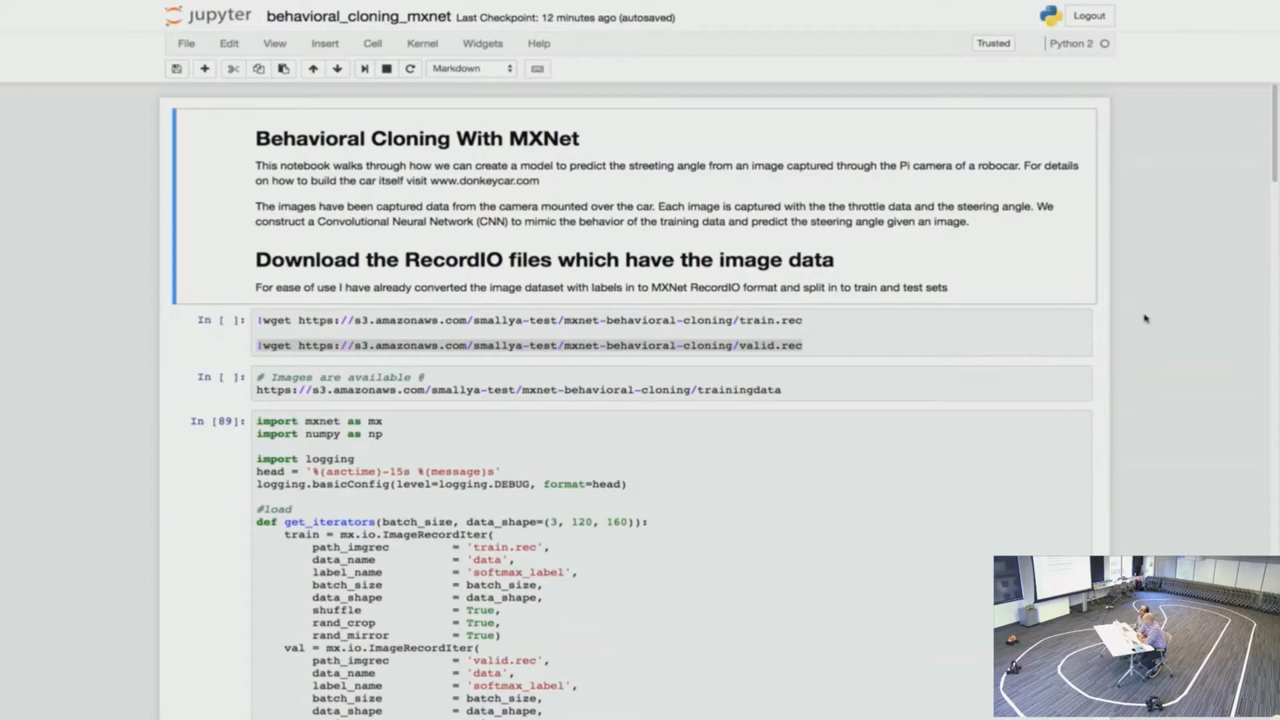 jupyter behavioral_cloning_mxnet Last Checkpoint: 12 minutes ago (autosaved) Logout
File Edit View Insert Cell Kernel Widgets Help Trusted Python 2
Markdown
Behavioral Cloning With MXNet
This notebook walks through how we can create a model to predict the streeting angle from an image captured through the Pi camera of a robocar. For details
on how to build the car itself visit www.donkeycar.com
The images have been captured data from the camera mounted over the car. Each image is captured with the the throttle data and the steering angle. We
construct a Convolutional Neural Network (CNN) to mimic the behavior of the training data and predict the steering angle given an image.
Download the RecordIO files which have the image data
For ease of use I have already converted the image dataset with labels in to MXNet RecordIO format and split in to train and test sets
In [ ]: !wget https://s3.amazonaws.com/smallya-test/mxnet-behavioral-cloning/train.rec
!wget https://s3.amazonaws.com/smallya-test/mxnet-behavioral-cloning/valid.rec
In [ ]: # Images are available @
https://s3.amazonaws.com/smallya-test/mxnet-behavioral-cloning/trainingdata
In [89]: import mxnet as mx
import numpy as np
import logging
head = '%(asctime)-15s %(message)s'
logging.basicConfig(level=logging.DEBUG, format=head)
#load
def get_iterators(batch_size, data_shape=(3, 120, 160)):
train = mx.io.ImageRecordIter(
path_imgrec = 'train.rec',
data_name = 'data',
label_name = 'softmax_label',
batch_size = batch_size,
data_shape = data_shape,
shuffle = True,
rand_crop = True,
rand_mirror = True)
val = mx.io.ImageRecordIter(
path_imgrec = 'valid.rec',
data_name = 'data',
label_name = 'softmax_label',
batch_size = batch_size,
data_shape = data_shape,